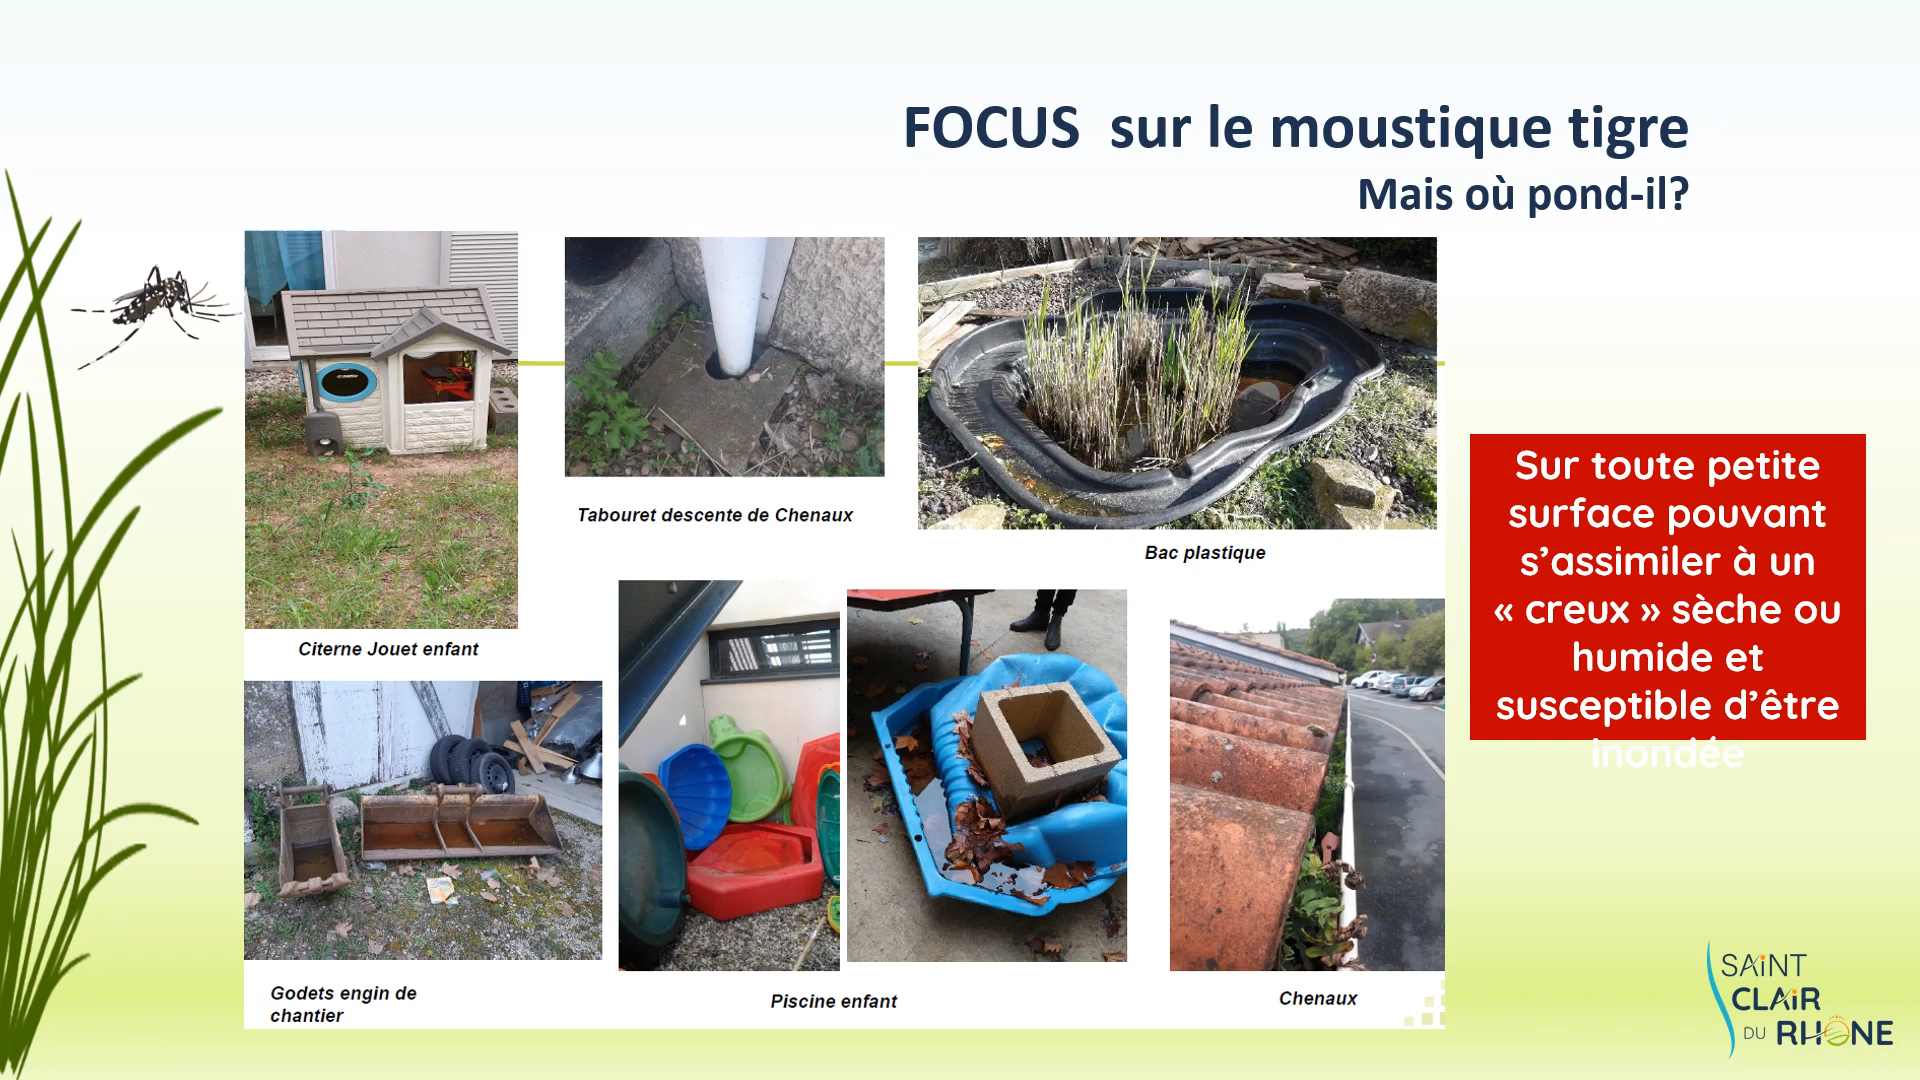 FOCUS  sur le moustique tigre
Mais où pond-il?
Tabouret descente de Chenaux
Bac plastique
Citerne Jouet enfant
Sur toute petite
surface pouvant
s’assimiler à un
« creux » sèche ou
humide et
susceptible d’être
inondée
Godets engin de
chantier
Piscine enfant
Chenaux
SAiNT
CLAiR
DU RHONE